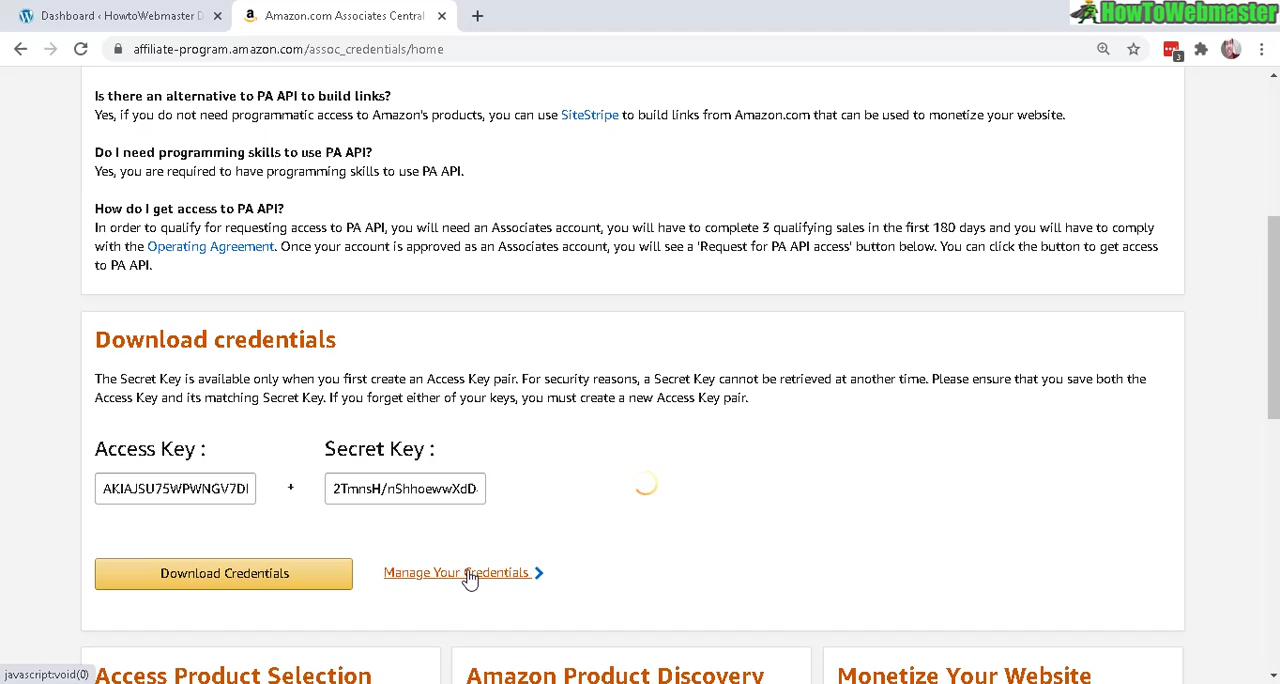 Dashboard ‹ HowtoWebmaster D
Amazon.com Associates Central
HowToWebmaster
affiliate-program.amazon.com/assoc_credentials/home
3
Is there an alternative to PA API to build links?
Yes, if you do not need programmatic access to Amazon's products, you can use SiteStripe to build links from Amazon.com that can be used to monetize your website.
Do I need programming skills to use PA API?
Yes, you are required to have programming skills to use PA API.
How do I get access to PA API?
In order to qualify for requesting access to PA API, you will need an Associates account, you will have to complete 3 qualifying sales in the first 180 days and you will have to comply
with the Operating Agreement. Once your account is approved as an Associates account, you will see a 'Request for PA API access' button below. You can click the button to get access
to PA API.
Download credentials
The Secret Key is available only when you first create an Access Key pair. For security reasons, a Secret Key cannot be retrieved at another time. Please ensure that you save both the
Access Key and its matching Secret Key. If you forget either of your keys, you must create a new Access Key pair.
Access Key : Secret Key :
AKIAJSU75WPWNGV7DI + 2TmnsH/nShhoewwXdD
Download Credentials Manage Your Credentials
javascript:void(0)
Access Product Selection Amazon Product Discovery Monetize Your Website